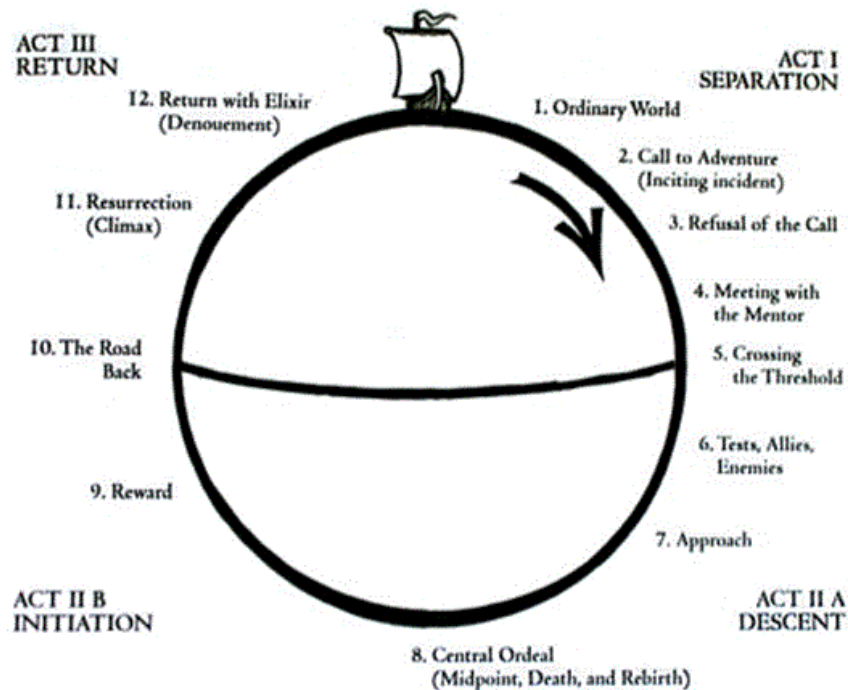 ACT I
SEPARATION
1. Ordinary World
2. Call to Adventure
(Inciting incident)
3. Refusal of the Call
4. Meeting with
the Mentor
5. Crossing
the Threshold
6. Tests, Allies,
Enemies
7. Approach
ACT II A
DESCENT
8. Central Ordeal
(Midpoint, Death, and Rebirth)
ACT II B
INITIATION
9. Reward
10. The Road
Back
11. Resurrection
(Climax)
12. Return with Elixir
(Denouement)
ACT III
RETURN